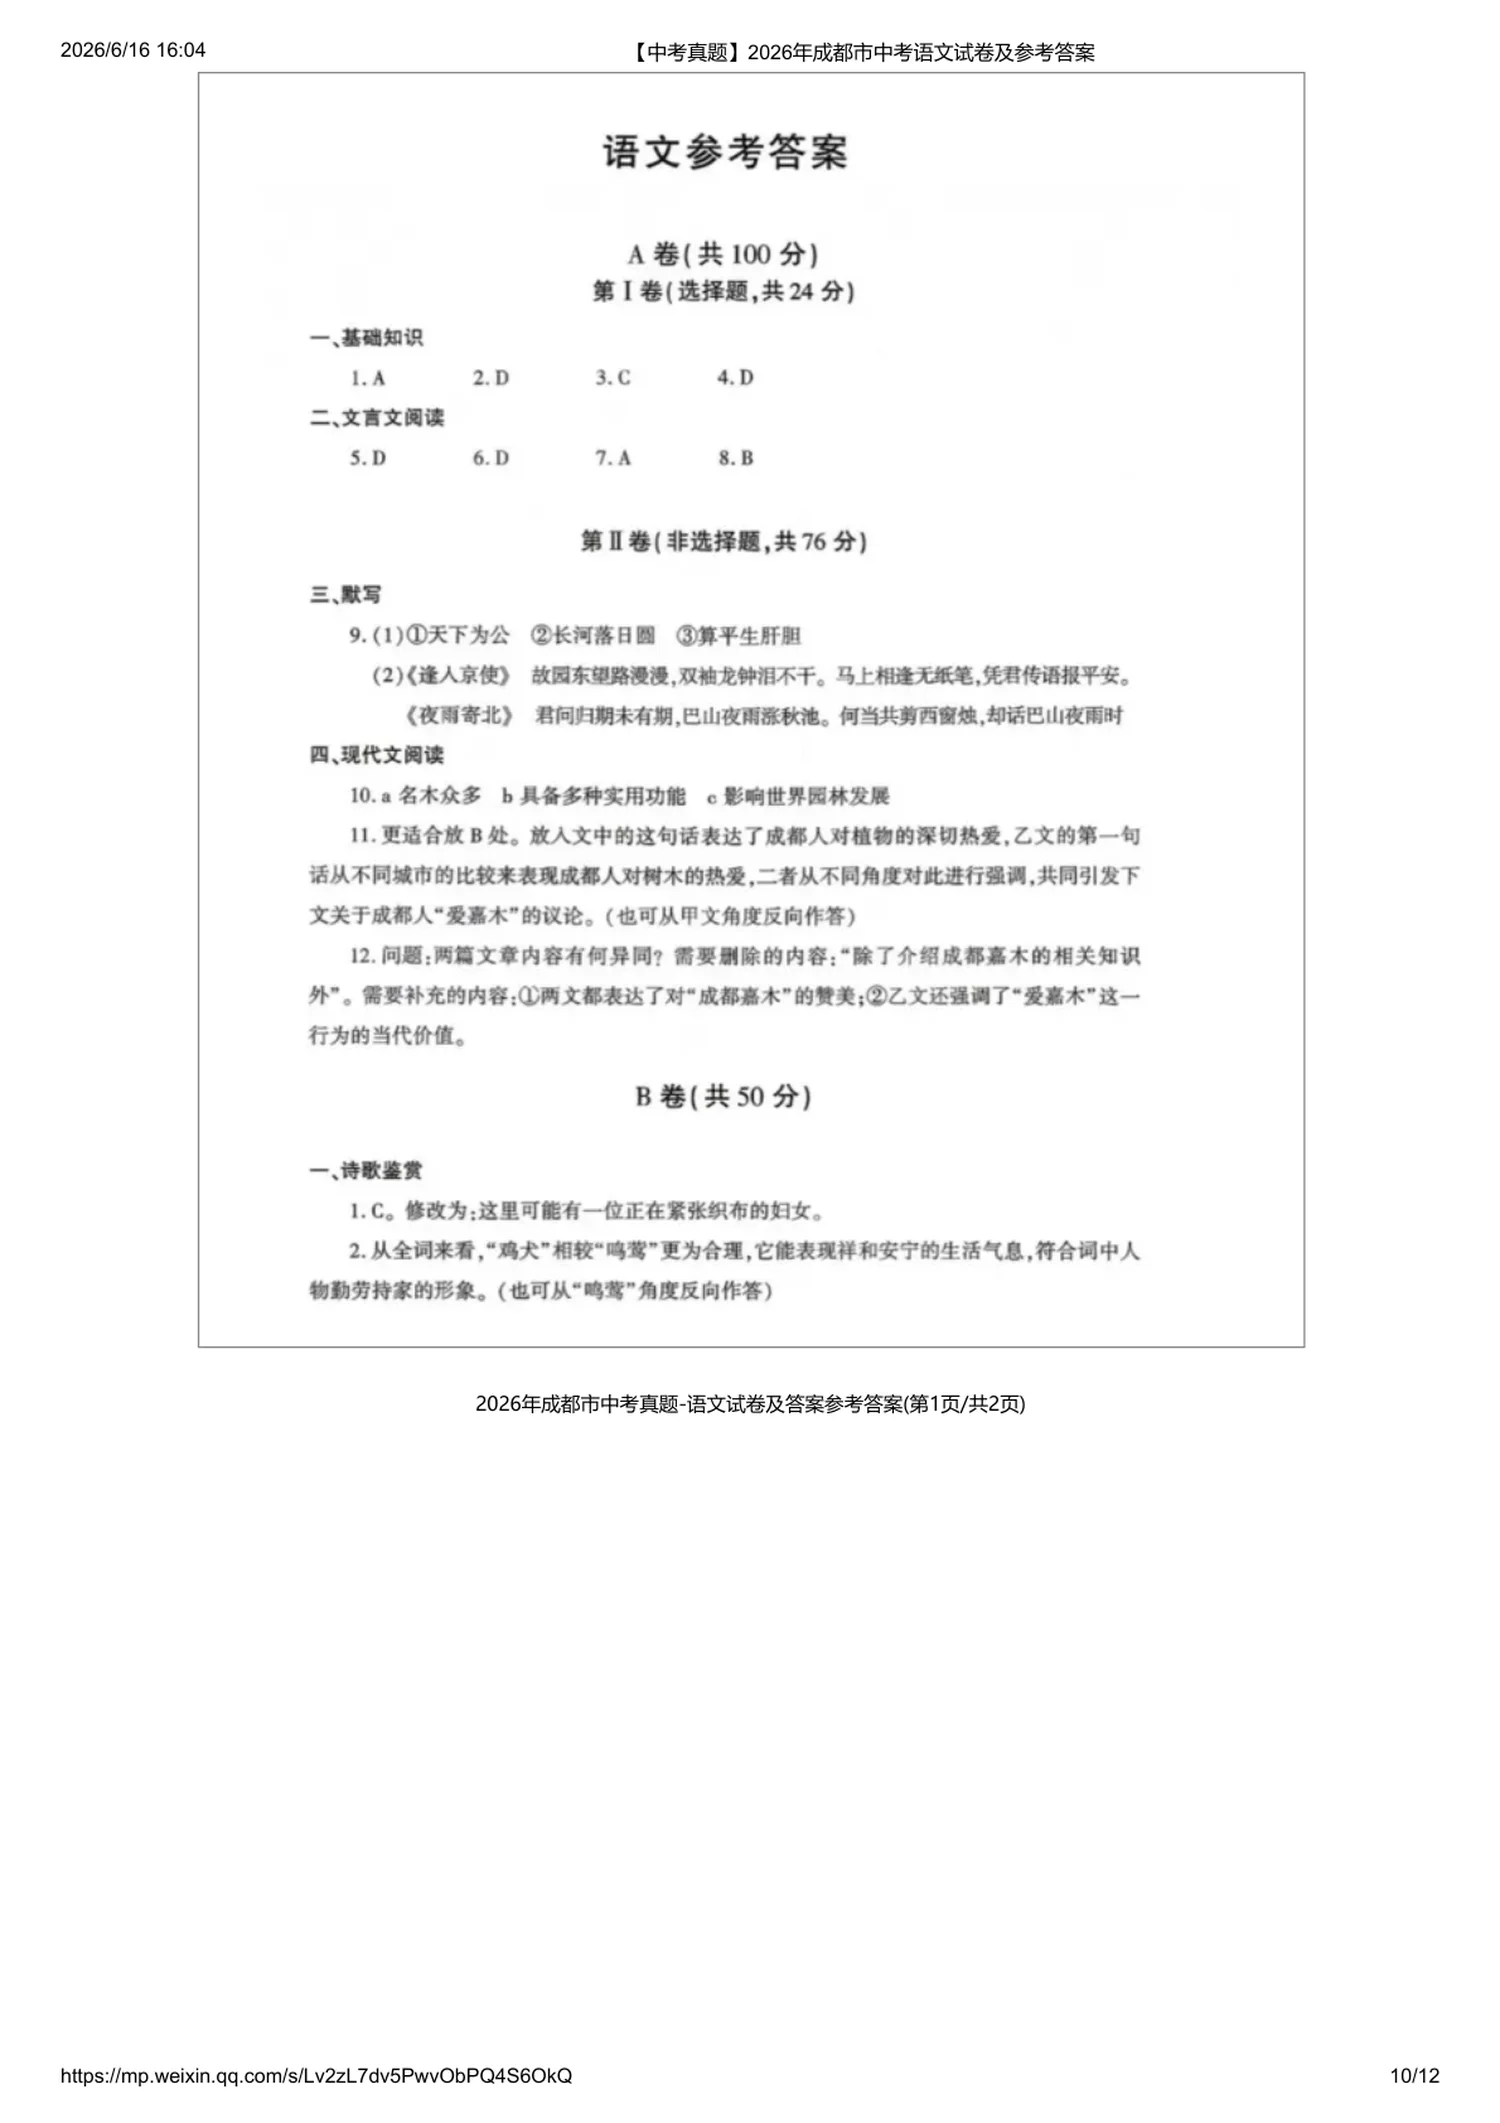 2026/6/16 16:04
【中考真题】2026年成都市中考语文试卷及参考答案
语文参考答案
A 卷(共 100 分)
第Ⅰ卷(选择题,共 24 分)
一、基础知识
1. A 2. D 3. C 4. D
二、文言文阅读
5. D 6. D 7. A 8. B
第Ⅱ卷(非选择题,共 76 分)
三、默写
9. (1)①天下为公 ②长河落日圆 ③算平生肝胆
(2)《逢入京使》 故园东望路漫漫,双袖龙钟泪不干。马上相逢无纸笔,凭君传语报平安。
《夜雨寄北》 君问归期未有期,巴山夜雨涨秋池。何当共剪西窗烛,却话巴山夜雨时
四、现代文阅读
10. a 名木众多 b 具备多种实用功能 c 影响世界园林发展
11. 更适合放 B 处。放入文中的这句话表达了成都人对植物的深切热爱,乙文的第一句
话从不同城市的比较来表现成都人对树木的热爱,二者从不同角度对此进行强调,共同引发下
文关于成都人“爱嘉木”的议论。(也可从甲文角度反向作答)
12. 问题:两篇文章内容有何异同? 需要删除的内容:“除了介绍成都嘉木的相关知识
外”。需要补充的内容:①两文都表达了对“成都嘉木”的赞美;②乙文还强调了“爱嘉木”这一
行为的当代价值。
B 卷(共 50 分)
一、诗歌鉴赏
1. C。修改为:这里可能有一位正在紧张织布的妇女。
2. 从全词来看,“鸡犬”相较“鸣莺”更为合理,它能表现祥和安宁的生活气息,符合词中人
物勤劳持家的形象。(也可从“鸣莺”角度反向作答)
2026年成都市中考真题-语文试卷及答案参考答案(第1页/共2页)
https://mp.weixin.qq.com/s/Lv2zL7dv5PwvObPQ4S6OkQ
10/12